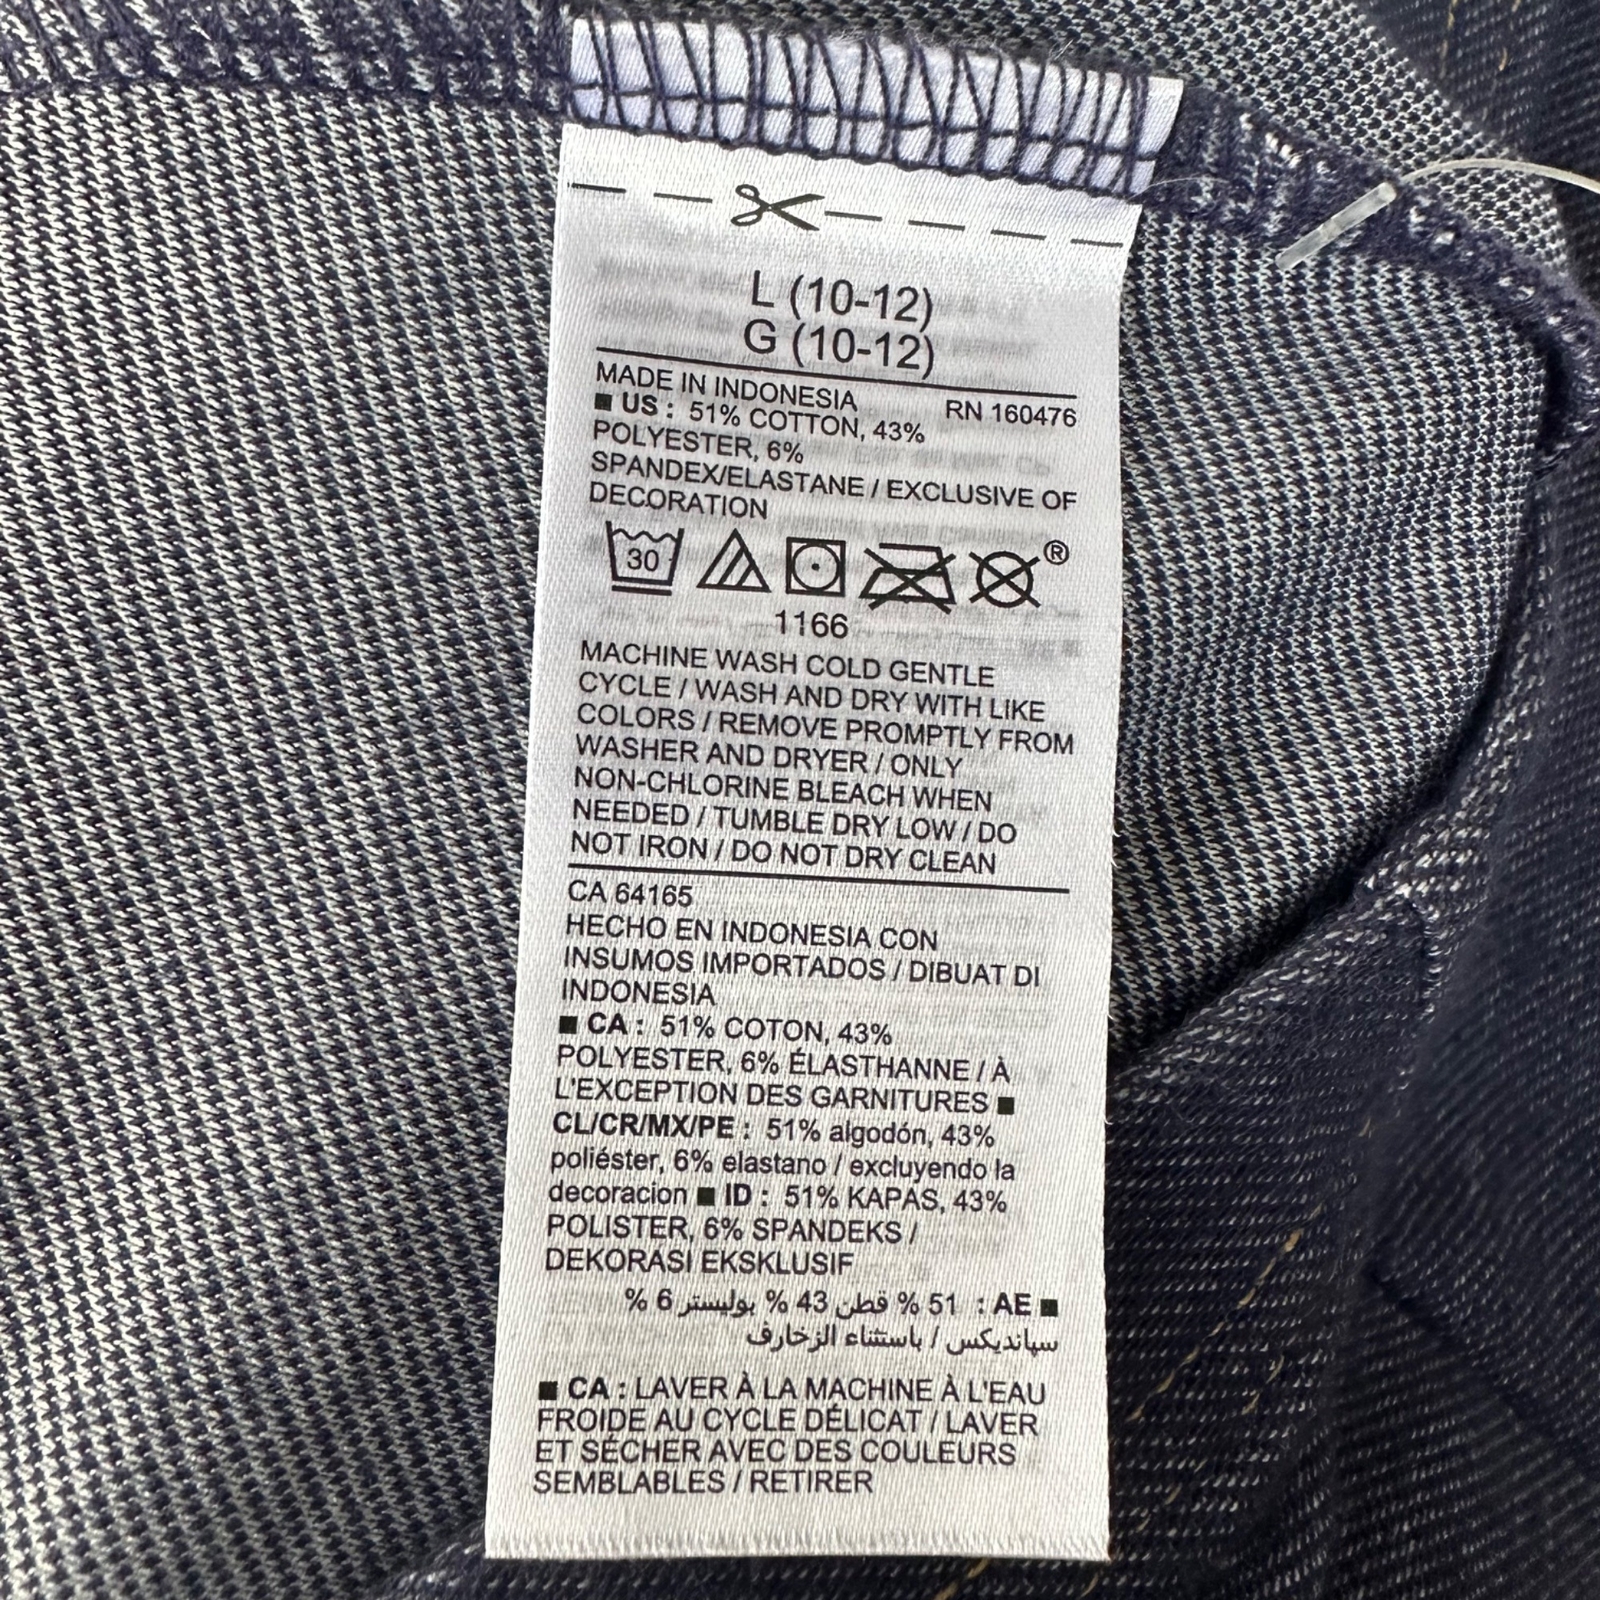 L (10-12)
G (10-12)
MADE IN INDONESIA
RN 160476
■ US : 51% COTTON, 43%
POLYESTER, 6%
SPANDEX/ELASTANE / EXCLUSIVE OF
DECORATION
30
®
1166
MACHINE WASH COLD GENTLE
CYCLE / WASH AND DRY WITH LIKE
COLORS / REMOVE PROMPTLY FROM
WASHER AND DRYER / ONLY
NON-CHLORINE BLEACH WHEN
NEEDED / TUMBLE DRY LOW / DO
NOT IRON / DO NOT DRY CLEAN
CA 64165
HECHO EN INDONESIA CON
INSUMOS IMPORTADOS / DIBUAT DI
INDONESIA
■ CA : 51% COTON, 43%
POLYESTER, 6% ÉLASTHANNE / À
L'EXCEPTION DES GARNITURES ■
CL/CR/MX/PE : 51% algodón, 43%
poliéster, 6% elastano / excluyendo la
decoracion ■ ID : 51% KAPAS, 43%
POLISTER, 6% SPANDEKS /
DEKORASI EKSKLUSIF
■ AE : 51 % قطن 43 % بوليستر 6 %
سپانديكس / باستثناء الزخارف
■ CA : LAVER À LA MACHINE À L'EAU
FROIDE AU CYCLE DÉLICAT / LAVER
ET SÉCHER AVEC DES COULEURS
SEMBLABLES / RETIRER